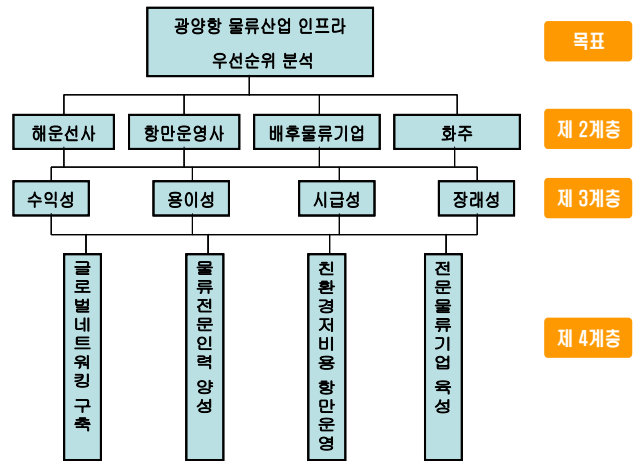 광양항 물류산업 인프라
우선순위 분석
목표
해운선사
항만운영사
배후물류기업
화주
제 2계층
수익성
용이성
시급성
장래성
제 3계층
글로벌네트워킹 구축
물류전문인력 양성
친환경저비용 항만운영
전문물류기업 육성
제 4계층